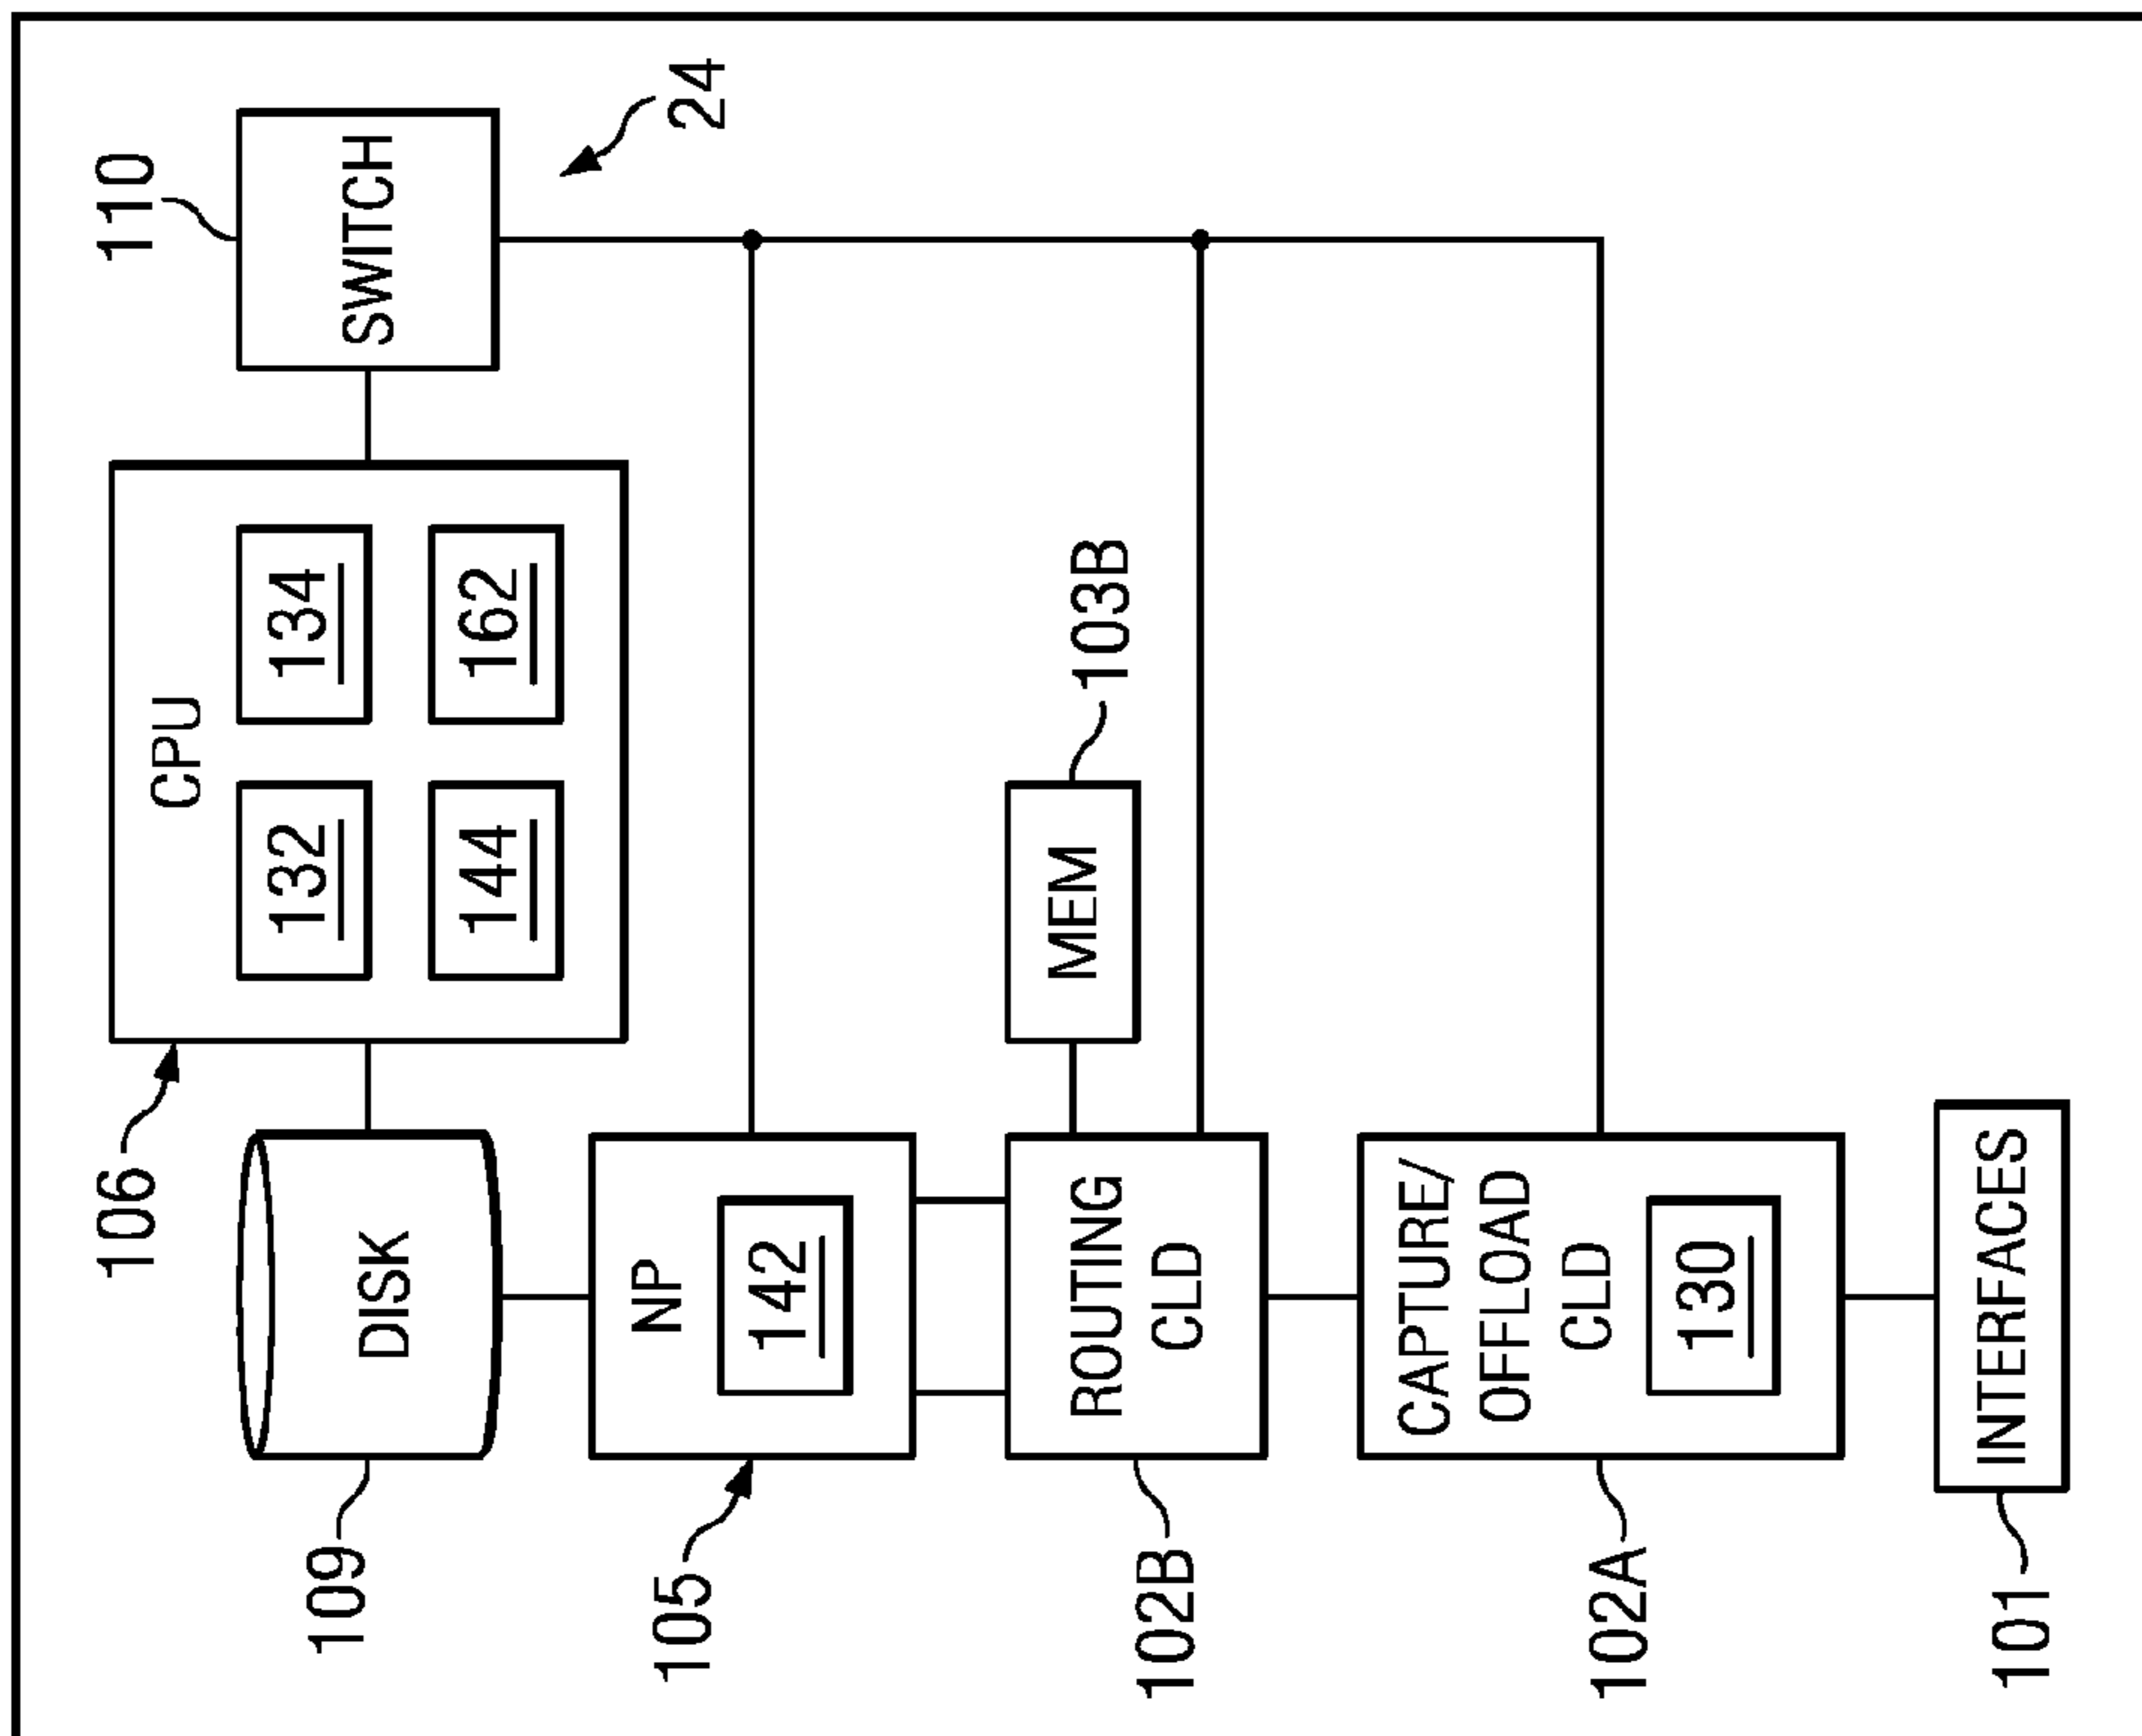 110
SWITCH
24
CPU
134
162
132
144
106
103B
MEM
DISK
109
NP
142
105
ROUTING
CLD
102B
CAPTURE/
OFFLOAD
CLD
130
102A
INTERFACES
101